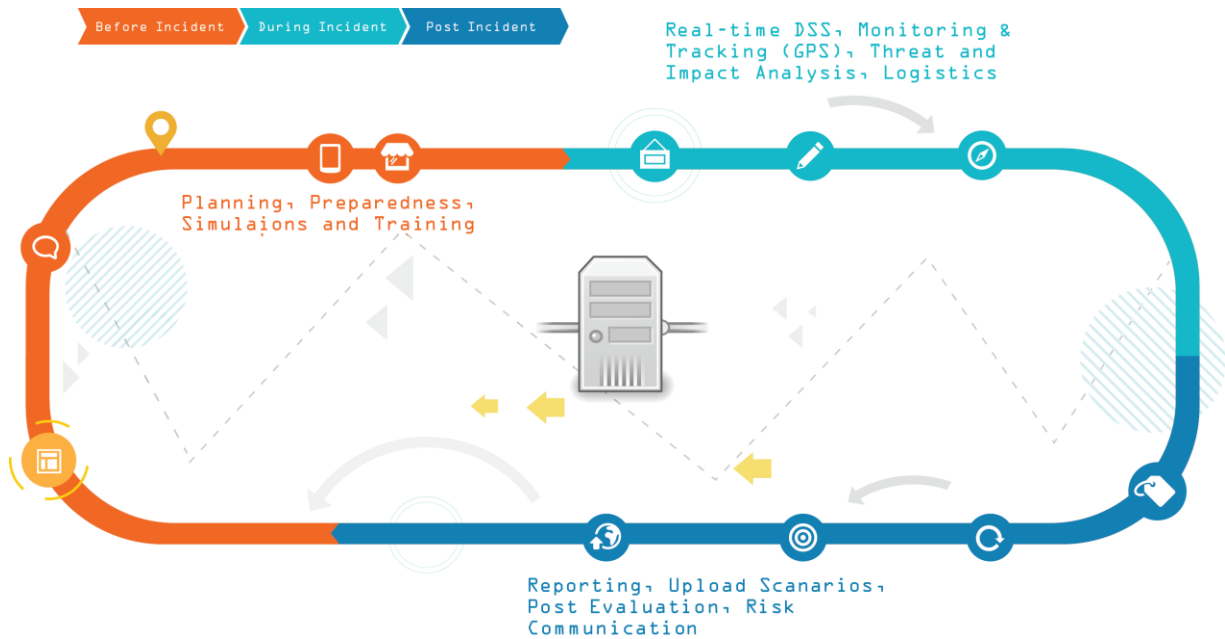 Before Incident
During Incident
Post Incident
Real-time DSS, Monitoring &
Tracking (GPS), Threat and
Impact Analysis, Logistics
Planning, Preparedness,
Simulaions and Training
Reporting, Upload Scanarios,
Post Evaluation, Risk
Communication